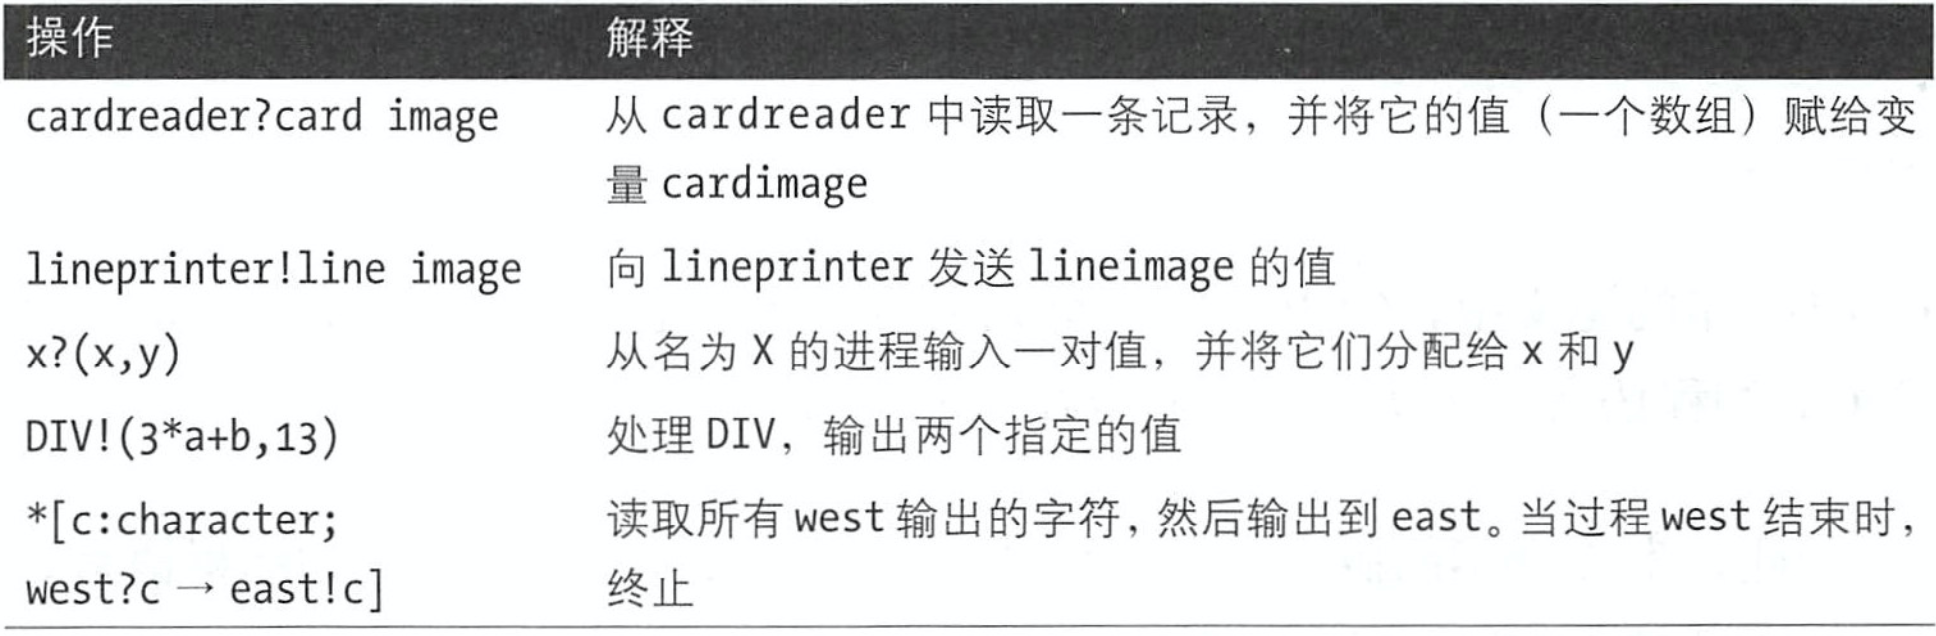 操作 解释
cardreader?card image 从 cardreader 中读取一条记录，并将它的值（一个数组）赋给变
量 cardimage
lineprinter!line image 向 lineprinter 发送 lineimage 的值
x?(x,y) 从名为 X 的进程输入一对值，并将它们分配给 x 和 y
DIV!(3*a+b,13) 处理 DIV，输出两个指定的值
*[c:character; 读取所有 west 输出的字符，然后输出到 east。当过程 west 结束时，
west?c → east!c] 终止